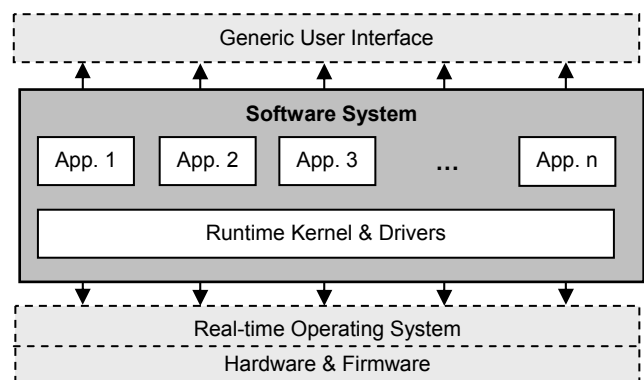 Generic User Interface
Software System
App. 1 App. 2 App. 3 ... App. n
Runtime Kernel & Drivers
Real-time Operating System
Hardware & Firmware